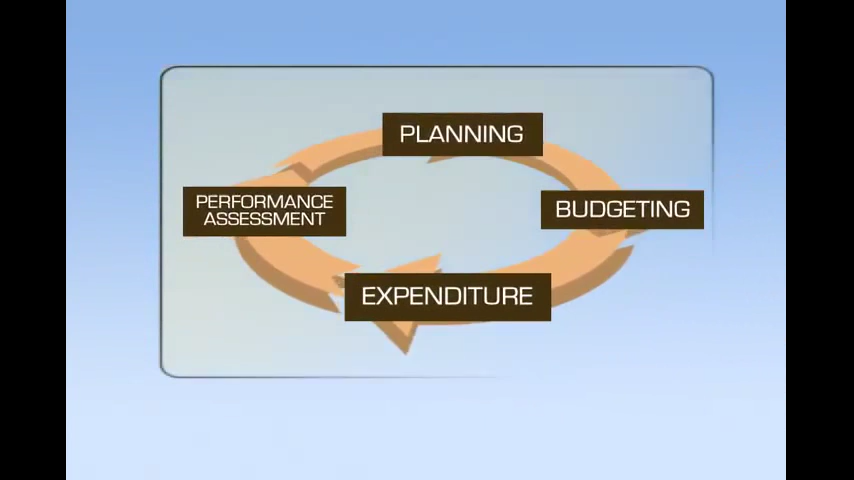 PLANNING
PERFORMANCE
ASSESSMENT
BUDGETING
EXPENDITURE